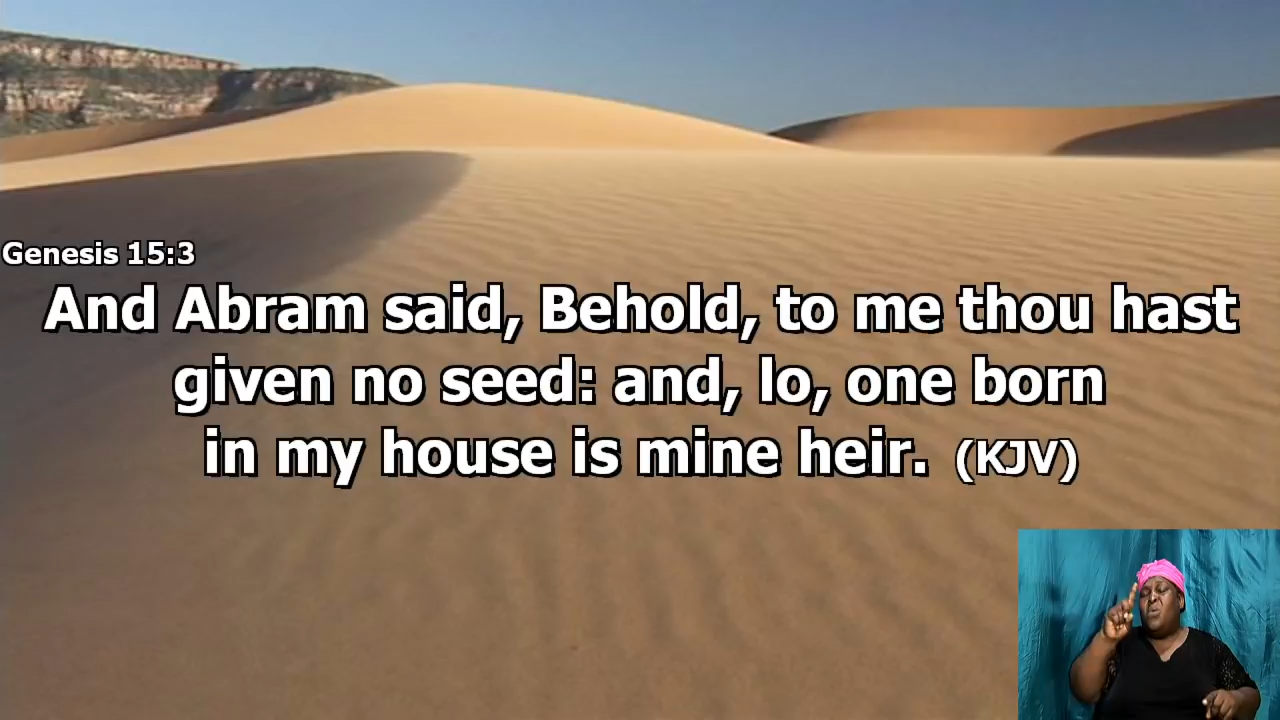 Genesis 15:3
And Abram said, Behold, to me thou hast
given no seed: and, lo, one born
in my house is mine heir. (KJV)